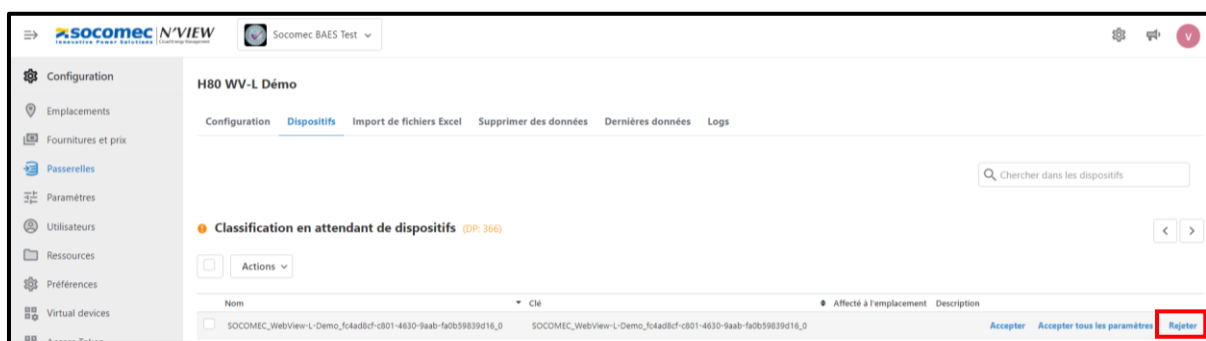 socomec N'VIEW Socomec BAES Test V
Innovative Power Solutions
Configuration
Emplacements
Fournitures et prix
Passerelles
Paramètres
Utilisateurs
Ressources
Préférences
Virtual devices
Access Token
H80 WV-L Démo
Configuration Dispositifs Import de fichiers Excel Supprimer des données Dernières données Logs
Chercher dans les dispositifs
Classification en attendant de dispositifs (DP: 366)
Actions
Nom Clé Affecté à l'emplacement Description
SOCOMEC_WebView-L-Demo_fc4ad8cf-c801-4630-9aab-fa0b59839d16_0 SOCOMEC_WebView-L-Demo_fc4ad8cf-c801-4630-9aab-fa0b59839d16_0 Accepter Accepter tous les paramètres Rejeter